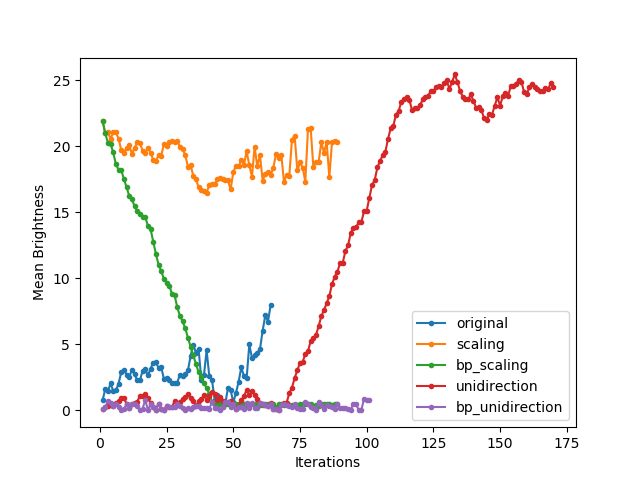 25
20
15
10
5
0
Mean Brightness
original
scaling
bp_scaling
unidirection
bp_unidirection
0 25 50 75 100 125 150 175
Iterations